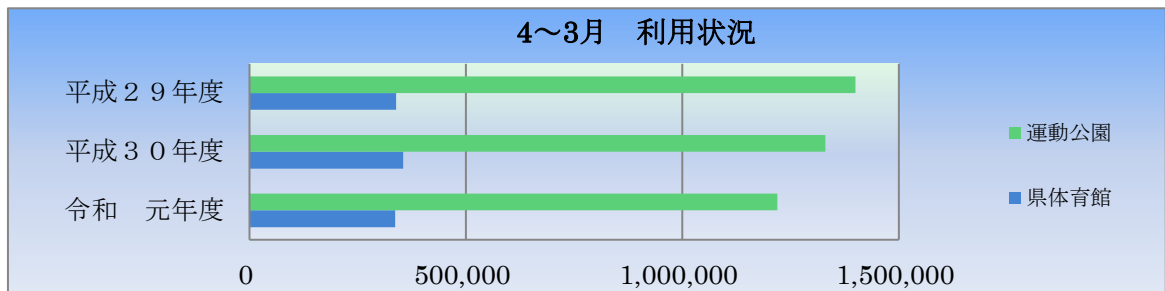 4～3月　利用状況
平成２９年度
平成３０年度
令和　元年度
運動公園
県体育館
0 500,000 1,000,000 1,500,000